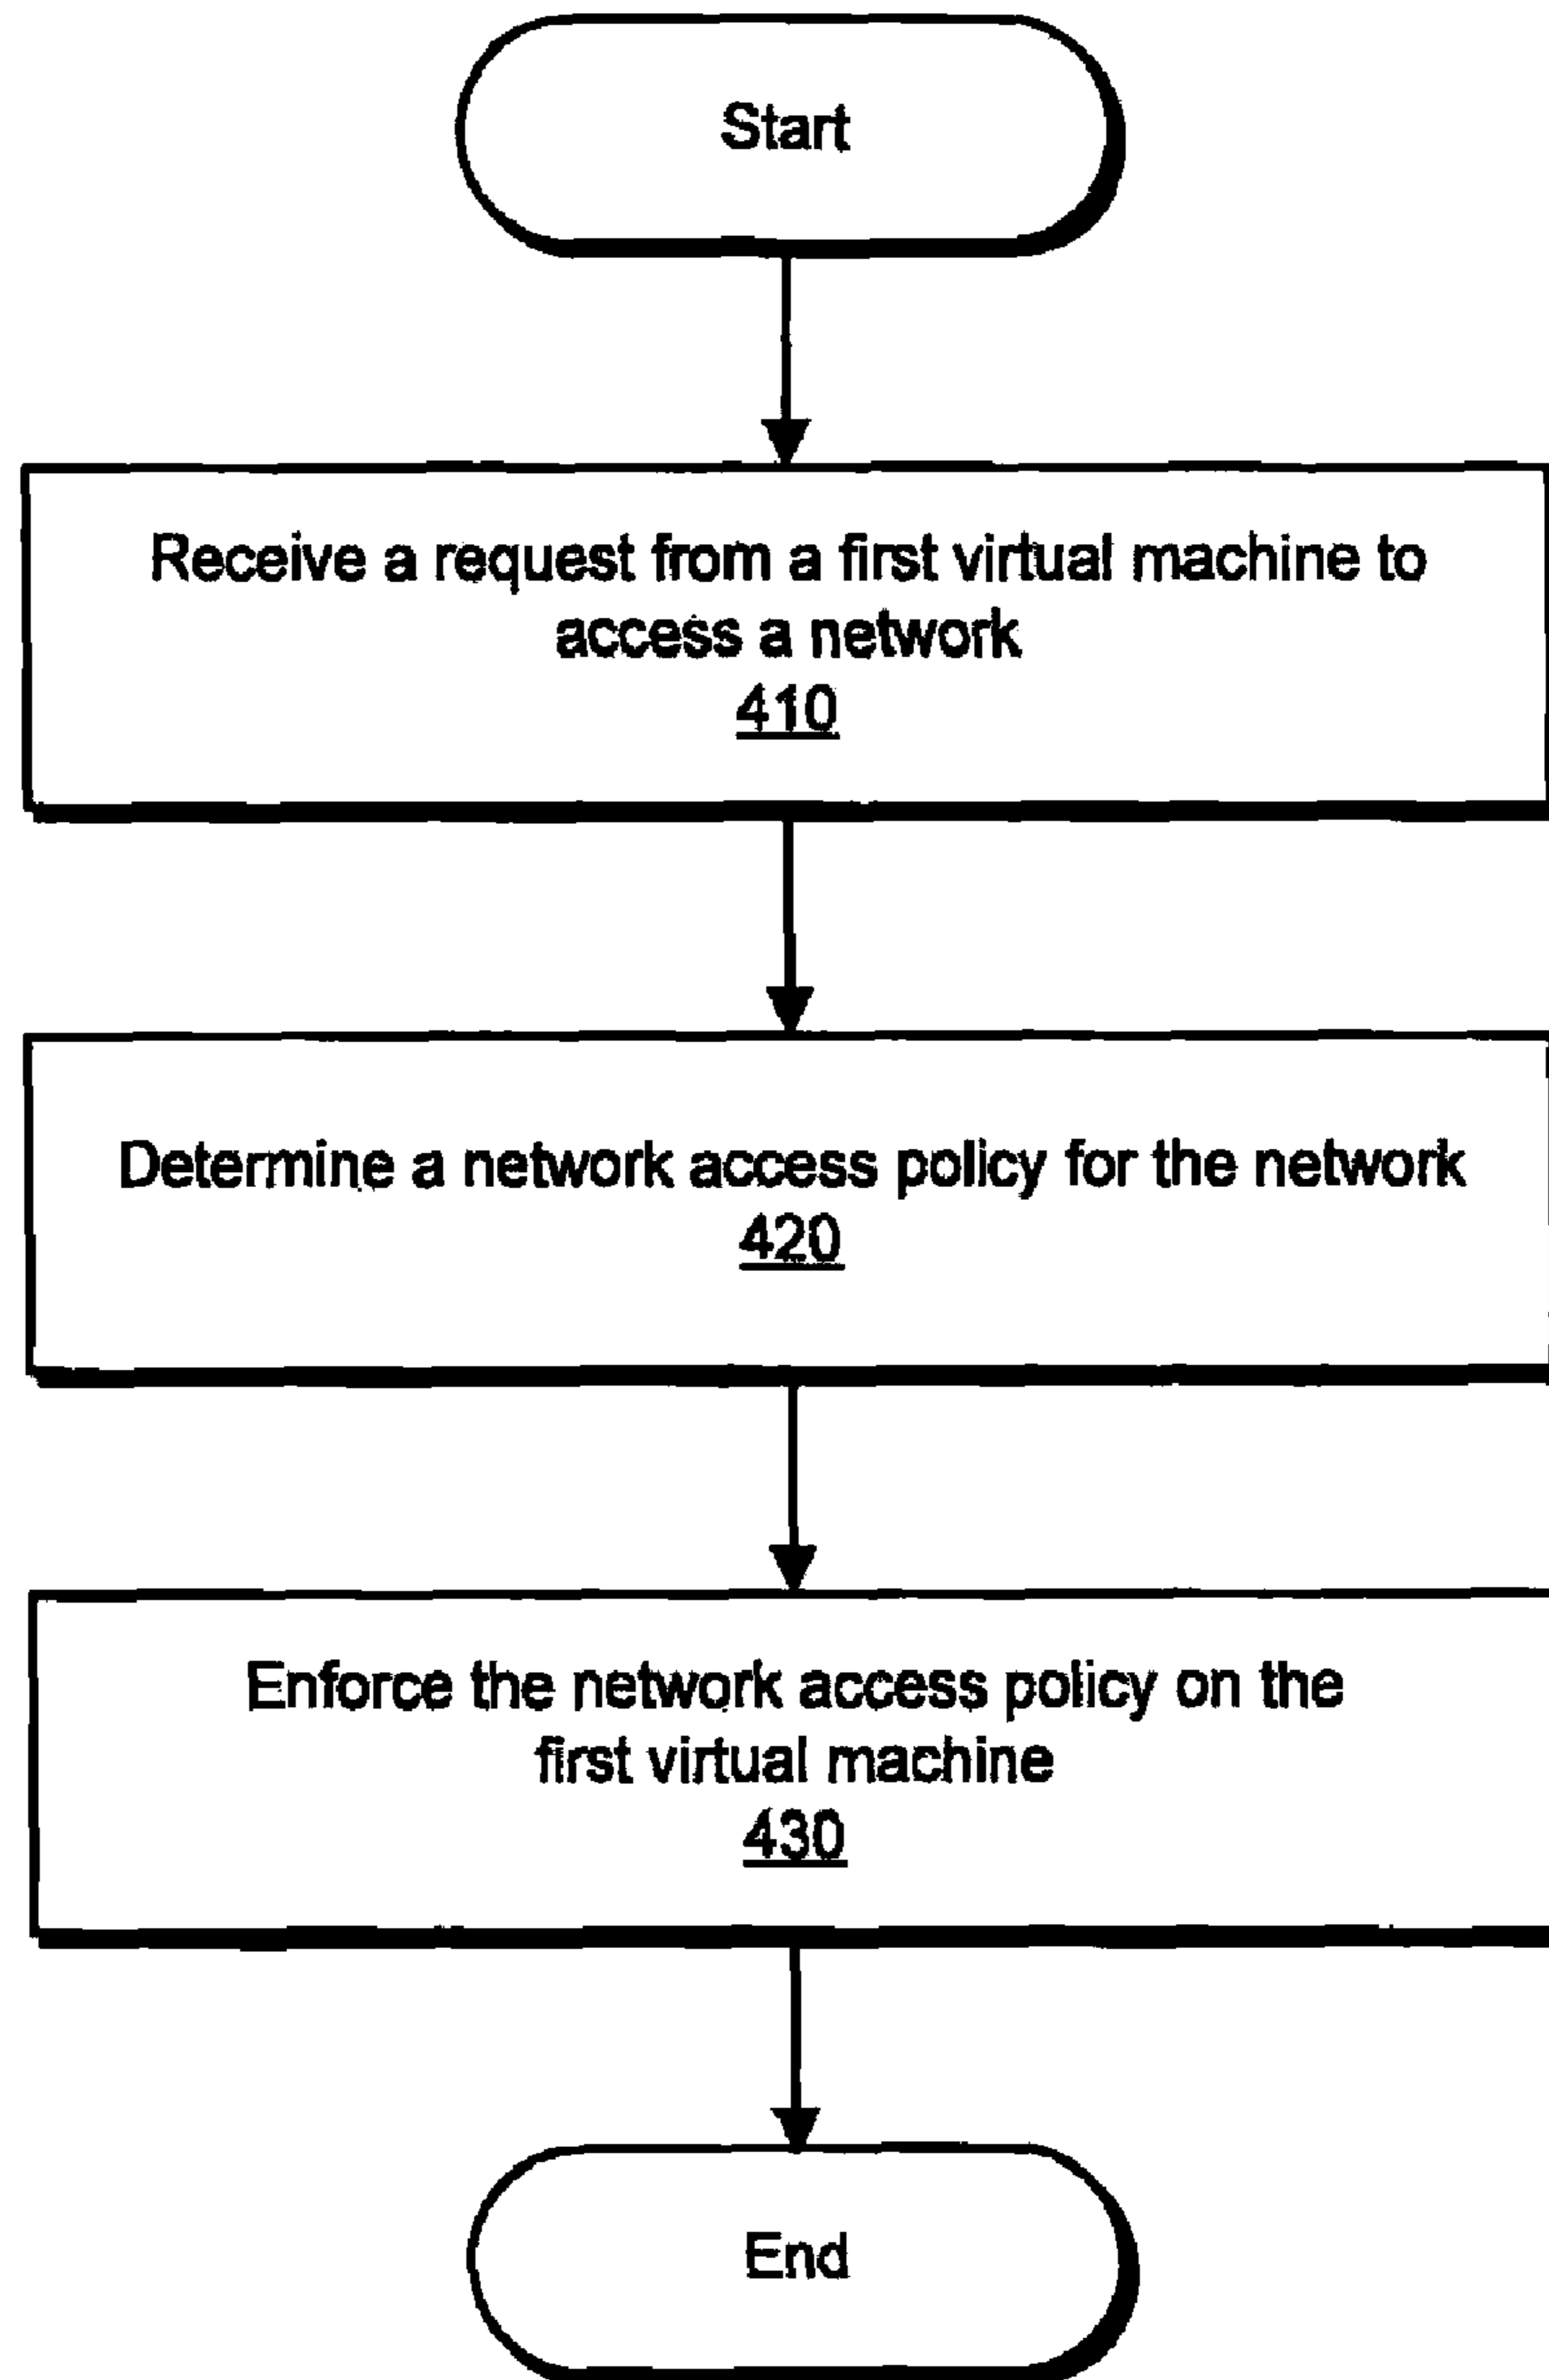 Start
Receive a request from a first virtual machine to
access a network
410
Determine a network access policy for the network
420
Enforce the network access policy on the
first virtual machine
430
End